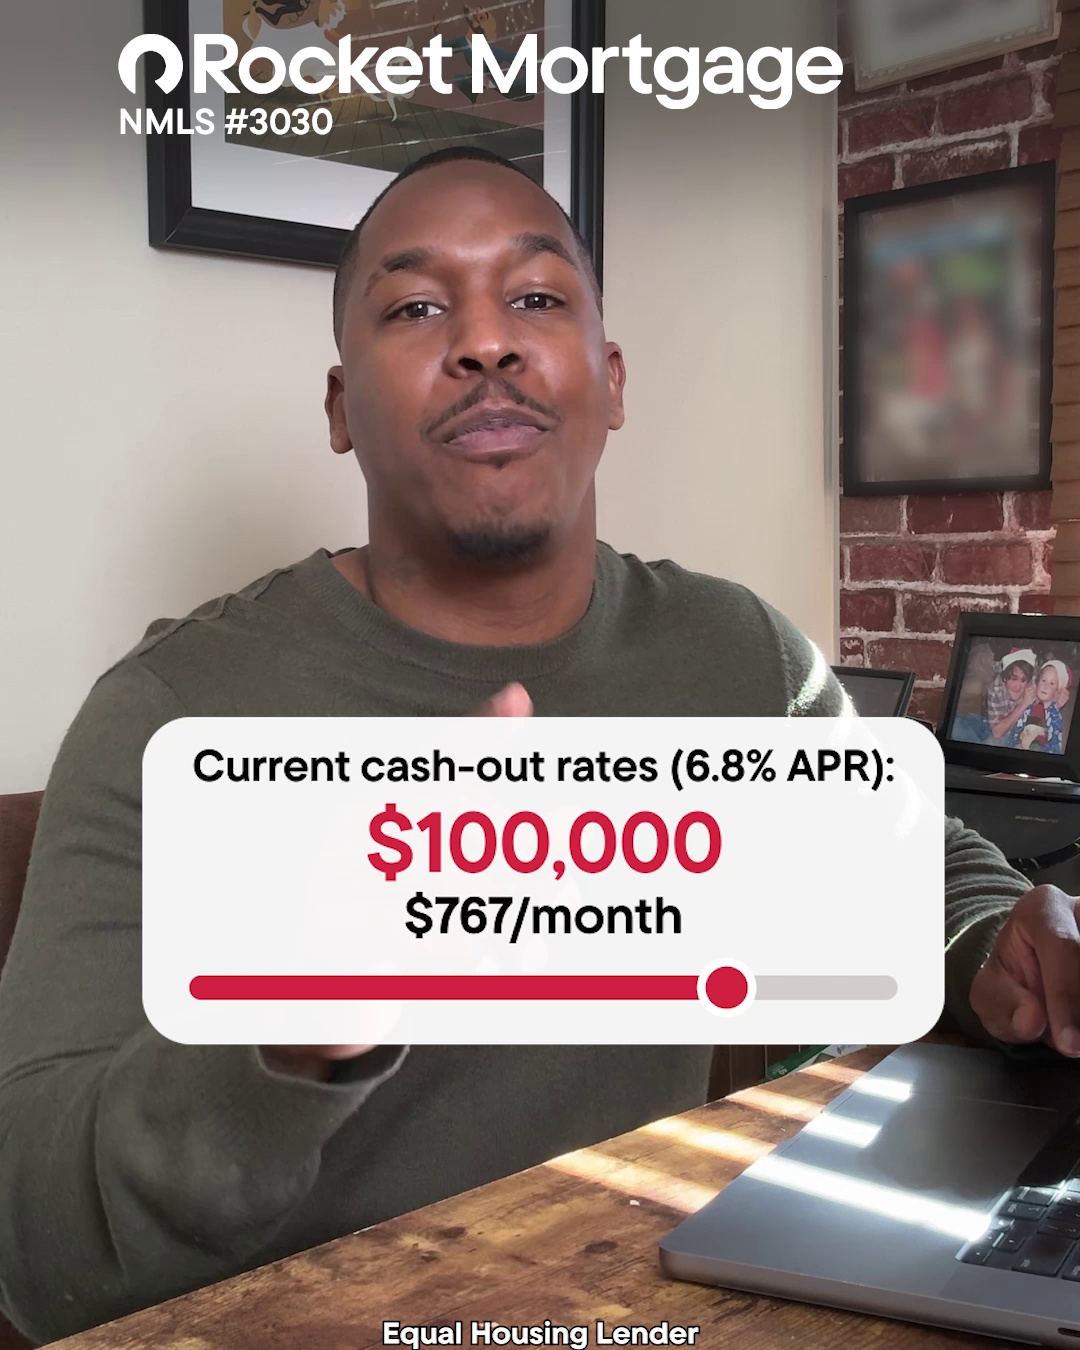 Rocket Mortgage
NMLS #3030
Current cash-out rates (6.8% APR):
$100,000
$767/month
Equal Housing Lender